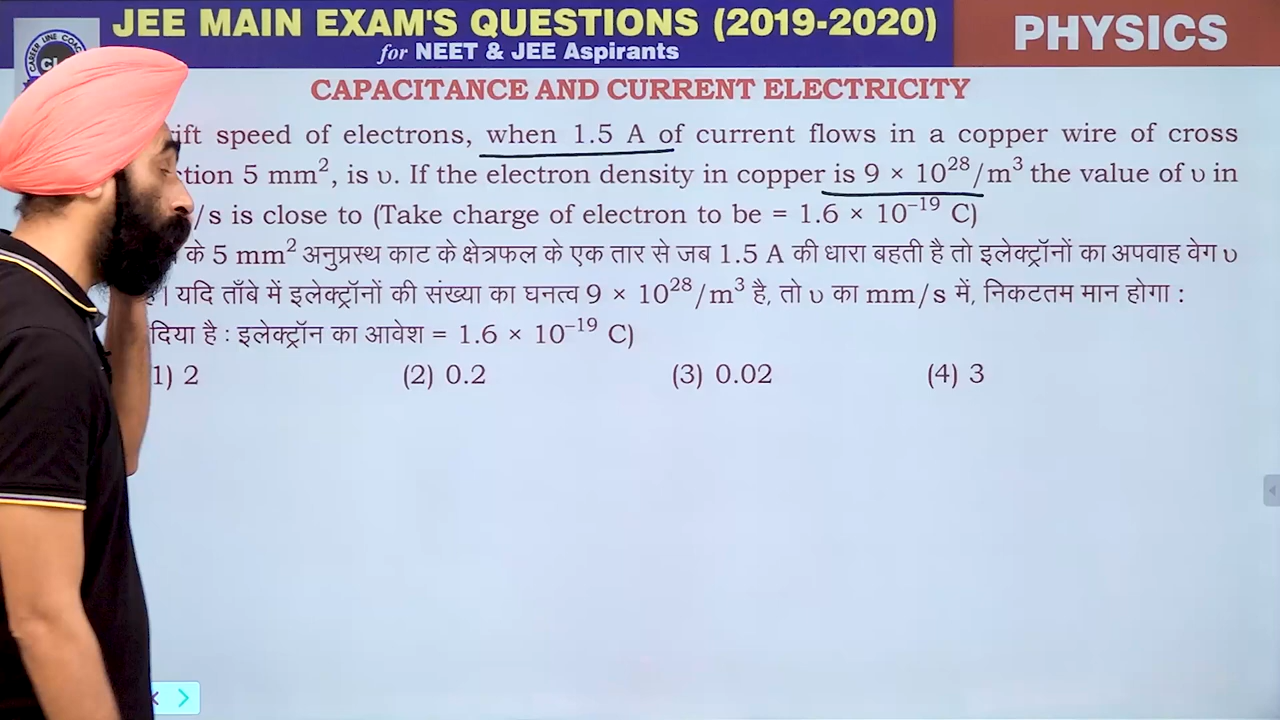 JEE MAIN EXAM'S QUESTIONS (2019-2020)
for NEET & JEE Aspirants
PHYSICS
CAREER LINE
CAPACITANCE AND CURRENT ELECTRICITY
ift speed of electrons, when 1.5 A of current flows in a copper wire of cross
tion 5 mm², is υ. If the electron density in copper is 9 × 10²⁸/m³ the value of υ in
/s is close to (Take charge of electron to be = 1.6 × 10⁻¹⁹ C)
के 5 mm² अनुप्रस्थ काट के क्षेत्रफल के एक तार से जब 1.5 A की धारा बहती है तो इलेक्ट्रॉनों का अपवाह वेग υ
है। यदि ताँबे में इलेक्ट्रॉनों की संख्या का घनत्व 9 × 10²⁸/m³ है, तो υ का mm/s में, निकटतम मान होगा :
दिया है : इलेक्ट्रॉन का आवेश = 1.6 × 10⁻¹⁹ C)
1) 2 (2) 0.2 (3) 0.02 (4) 3